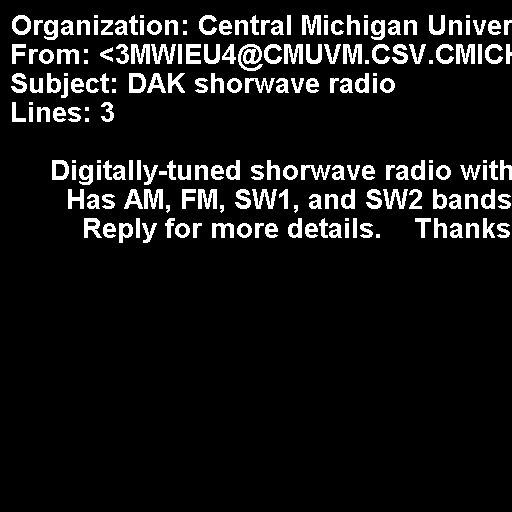 Organization: Central Michigan Univer
From: <3MWIEU4@CMUVM.CSV.CMICH
Subject: DAK shorwave radio
Lines: 3
Digitally-tuned shorwave radio with
Has AM, FM, SW1, and SW2 bands
Reply for more details. Thanks